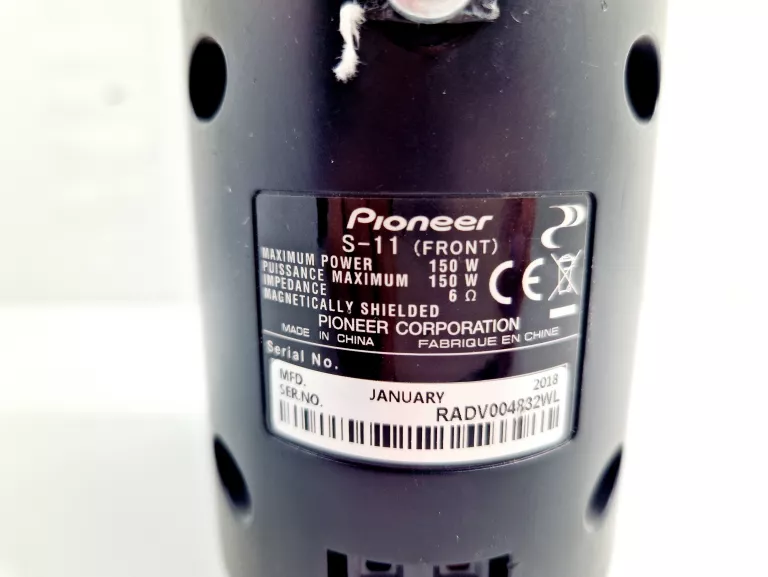 Pioneer
S-11 (FRONT)
MAXIMUM POWER 150 W
PUISSANCE MAXIMUM 150 W
IMPEDANCE 6 Ω
MAGNETICALLY SHIELDED
CE
PIONEER CORPORATION
MADE IN CHINA FABRIQUE EN CHINE
Serial No.
MFD. JANUARY 2018
SER.NO. RADV004832WL